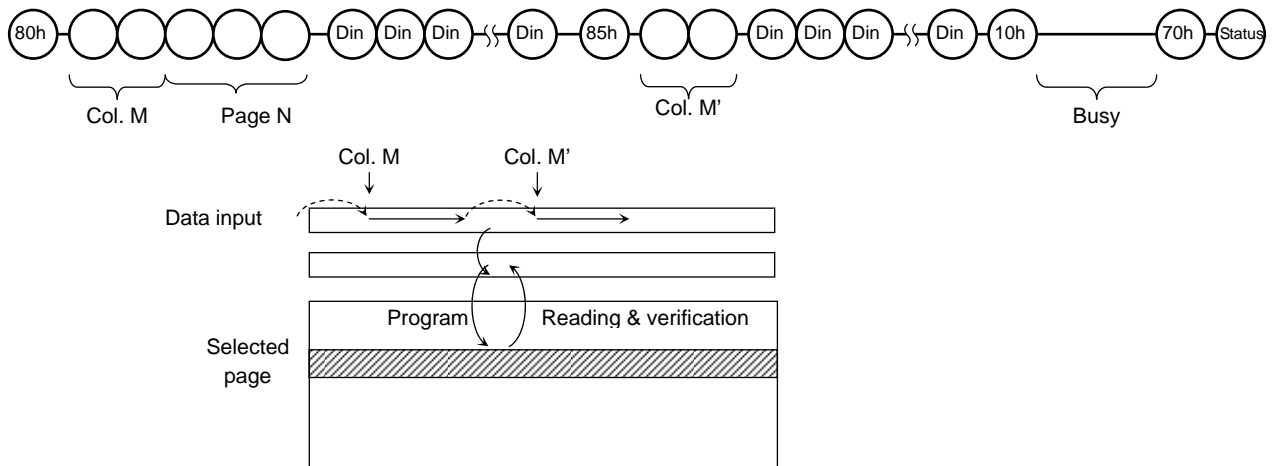 80h Din Din Din Din 85h Din Din Din Din 10h 70h Status
Col. M Page N Col. M’ Busy
Col. M Col. M’
Data input
Program Reading & verification
Selected
page